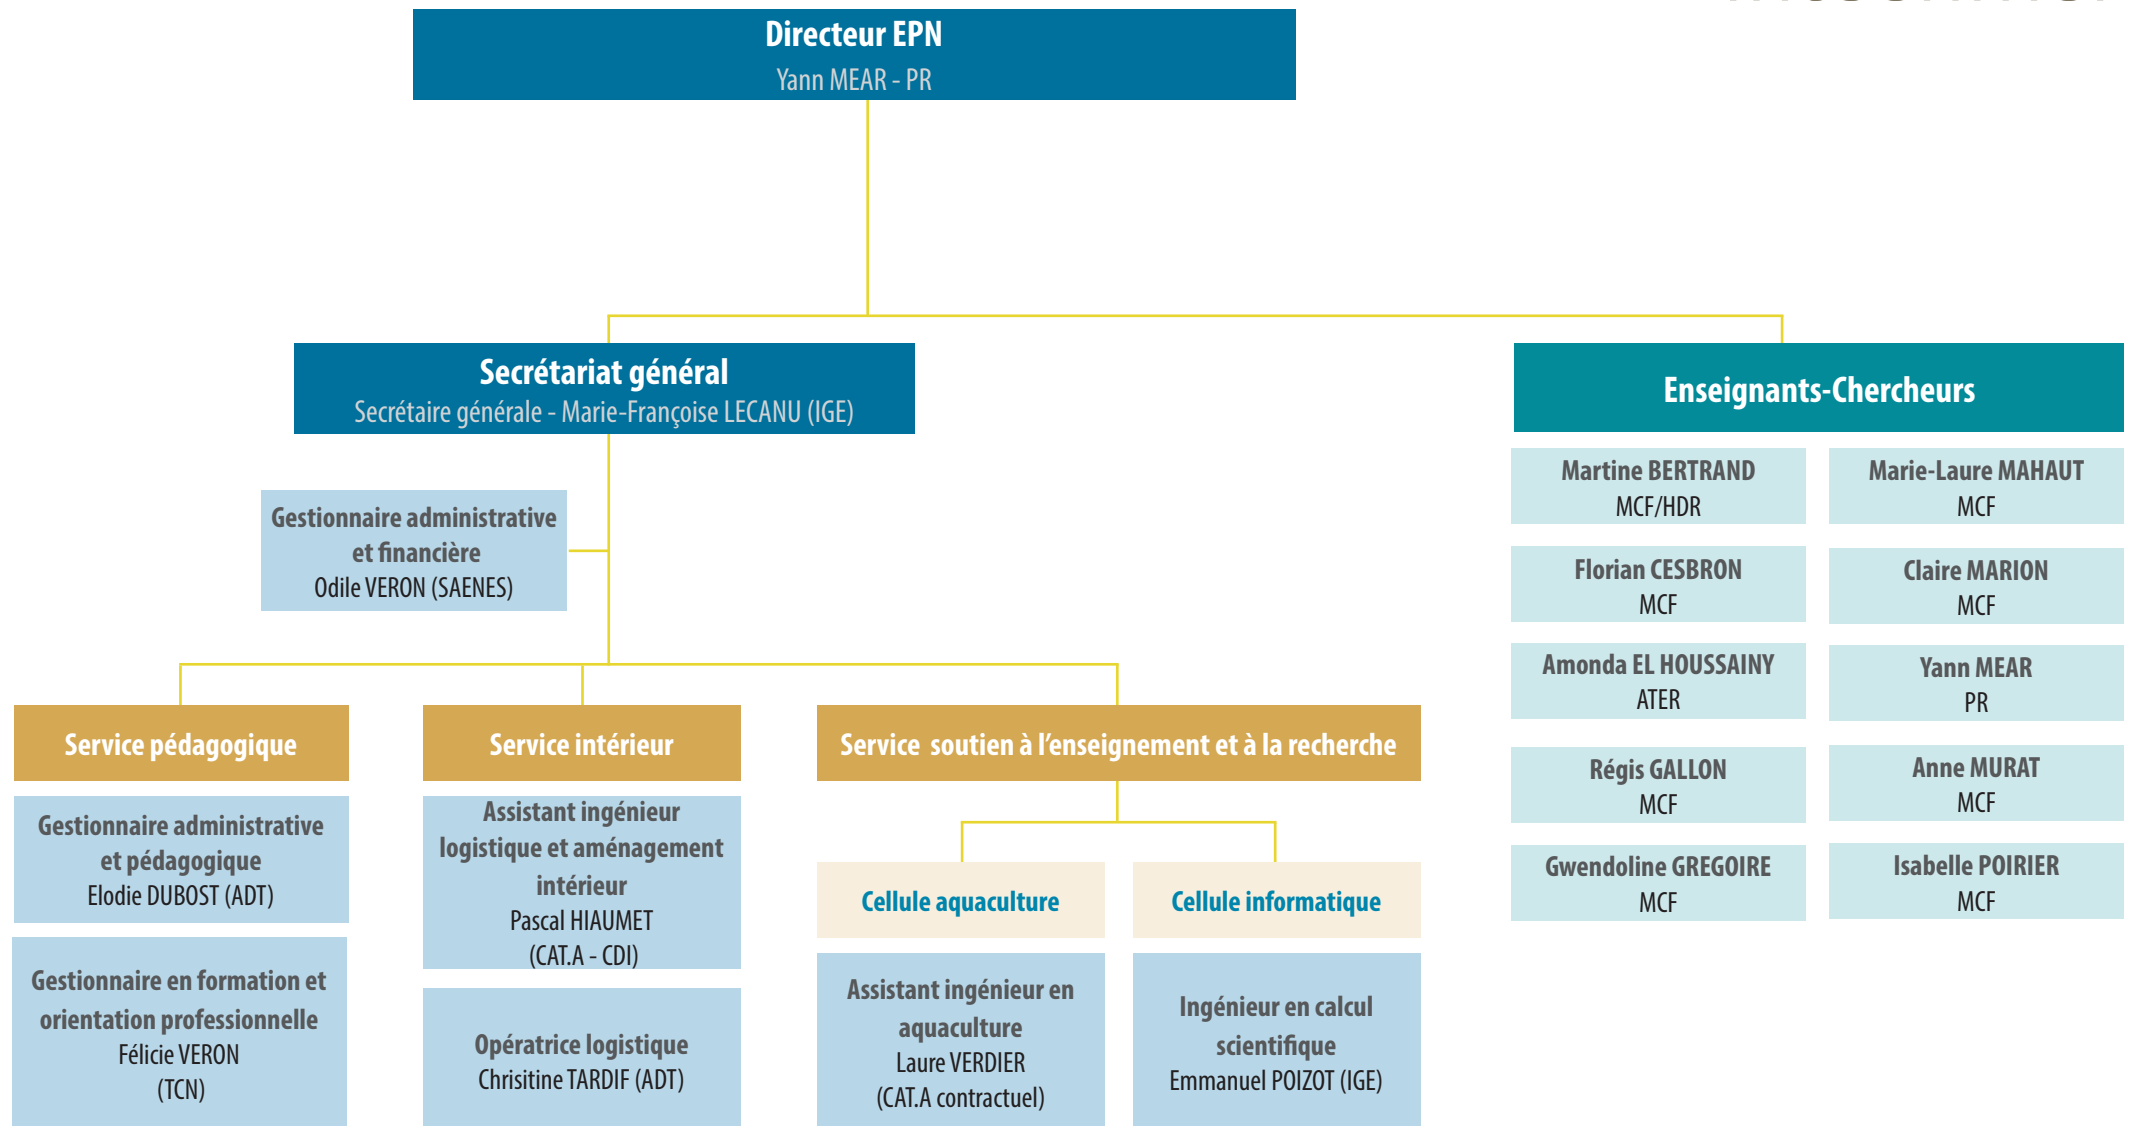 Directeur EPN
Yann MEAR - PR
Secrétariat général
Secrétaire générale - Marie-Françoise LECANU (IGE)
Gestionnaire administrative
et financière
Odile VERON (SAENES)
Service pédagogique
Gestionnaire administrative
et pédagogique
Elodie DUBOST (ADT)
Gestionnaire en formation et
orientation professionnelle
Félicie VERON
(TCN)
Service intérieur
Assistant ingénieur
logistique et aménagement
intérieur
Pascal HIAUMET
(CAT.A - CDI)
Opératrice logistique
Chrisitine TARDIF (ADT)
Service soutien à l’enseignement et à la recherche
Cellule aquaculture
Assistant ingénieur en
aquaculture
Laure VERDIER
(CAT.A contractuel)
Cellule informatique
Ingénieur en calcul
scientifique
Emmanuel POIZOT (IGE)
Enseignants-Chercheurs
Martine BERTRAND
MCF/HDR
Florian CESBRON
MCF
Amonda EL HOUSSAINY
ATER
Régis GALLON
MCF
Gwendoline GREGOIRE
MCF
Marie-Laure MAHAUT
MCF
Claire MARION
MCF
Yann MEAR
PR
Anne MURAT
MCF
Isabelle POIRIER
MCF